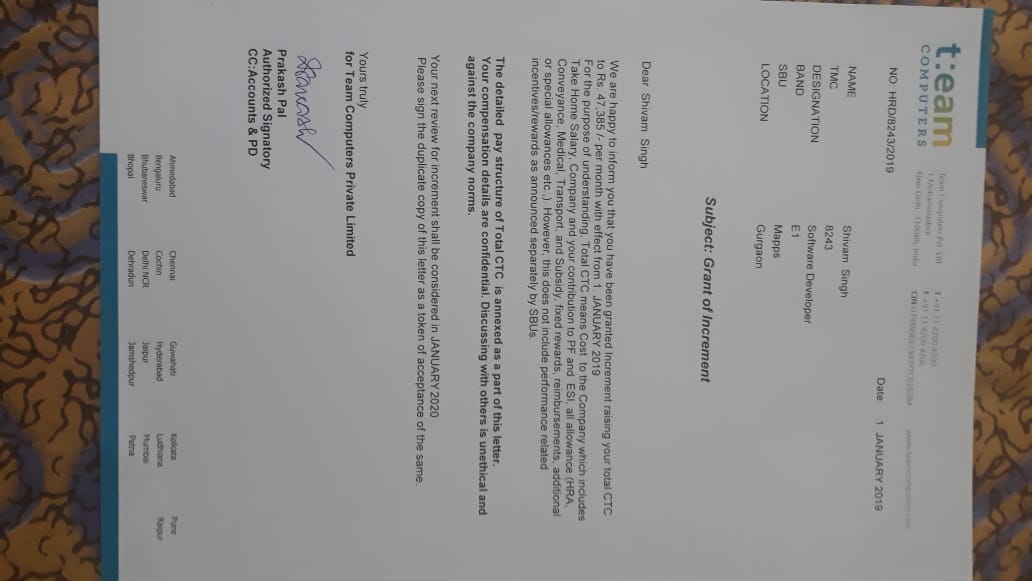 t:eam
COMPUTERS
Team Computers Pvt. Ltd.
1 Mohammadpur
New Delhi - 110066, India
T +91 11 4200 4200
F +91 11 4200 4206
CIN
NO. HRD/8243/2019
Date: 1 JANUARY 2019
NAME Shivam Singh
TMC 8243
DESIGNATION Software Developer
BAND E1
SBU Mapps
LOCATION Gurgaon
Subject: Grant of Increment
Dear Shivam Singh
We are happy to inform you that you have been granted Increment raising your total CTC
to Rs. 47,385 /- per month with effect from 1 JANUARY 2019
For the purpose of understanding, Total CTC means Cost to the Company which includes
Take Home Salary, Company and your contribution to PF and ESI, all allowance (HRA,
Conveyance, Medical, Transport, and Subsidy, fixed rewards, reimbursements, additional
or special allowances etc.,). However, this does not include performance related
incentives/rewards as announced separately by SBUs.
The detailed pay structure of Total CTC is annexed as a part of this letter.
Your compensation details are confidential. Discussing with others is unethical and
against the company norms.
Your next review for increment shall be considered in JANUARY 2020
Please sign the duplicate copy of this letter as a token of acceptance of the same.
Yours truly
for Team Computers Private Limited
Prakash
Prakash Pal
Authorized Signatory
CC:Accounts & PD
Ahmedabad Chennai Guwahati Kolkata Pune
Bengaluru Cochin Hyderabad Ludhiana Raipur
Bhubaneswar Delhi NCR Jaipur Mumbai
Bhopal Dehradun Jamshedpur Patna